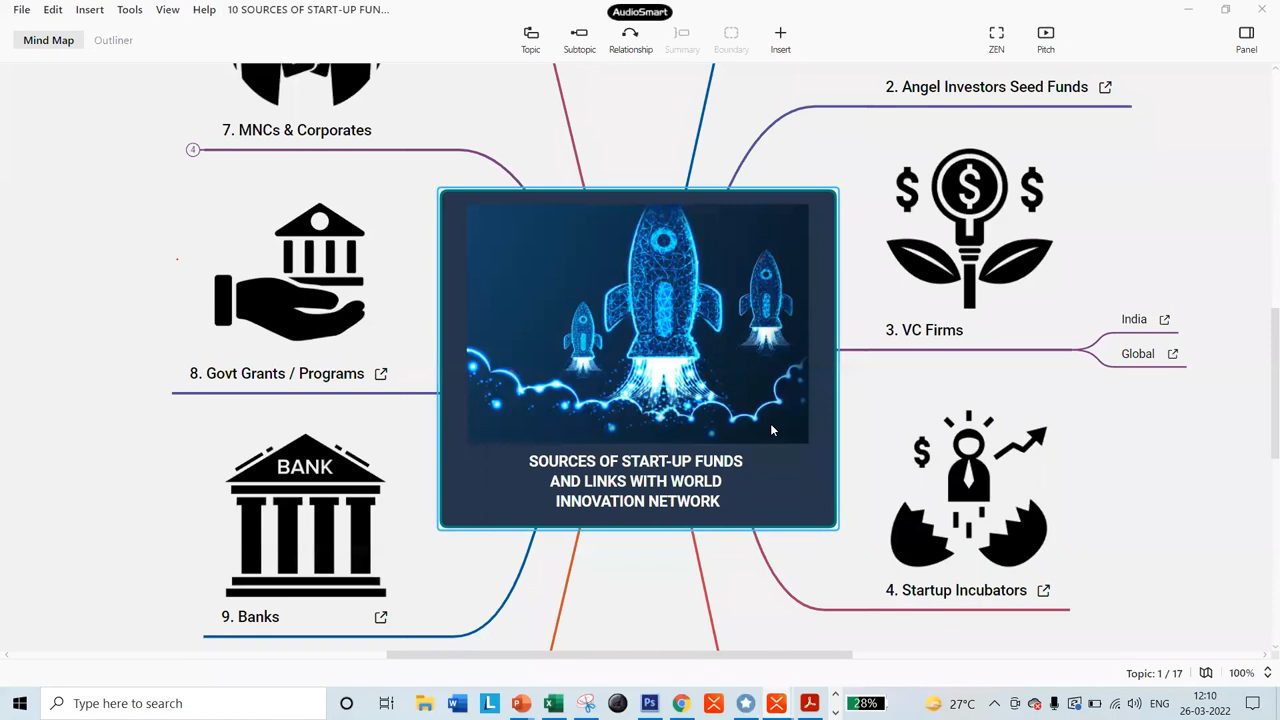 File Edit Insert Tools View Help 10 SOURCES OF START-UP FUN...
AudioSmart
Mind Map Outliner
Topic Subtopic Relationship Summary Boundary Insert ZEN Pitch Panel
2. Angel Investors Seed Funds
7. MNCs & Corporates
4
$ $ $
3. VC Firms
India
Global
8. Govt Grants / Programs
SOURCES OF START-UP FUNDS
AND LINKS WITH WORLD
INNOVATION NETWORK
$
BANK
4. Startup Incubators
9. Banks
Topic: 1 / 17 100%
Type here to search
28%
27°C
ENG
12:10
26-03-2022